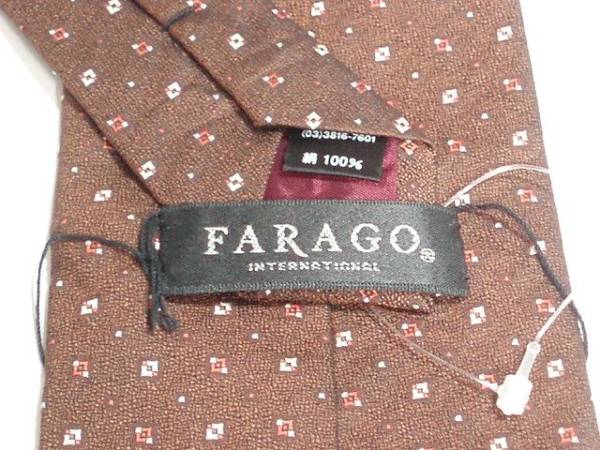 (03)3816-7601
絹 100%
FARAGO®
INTERNATIONAL